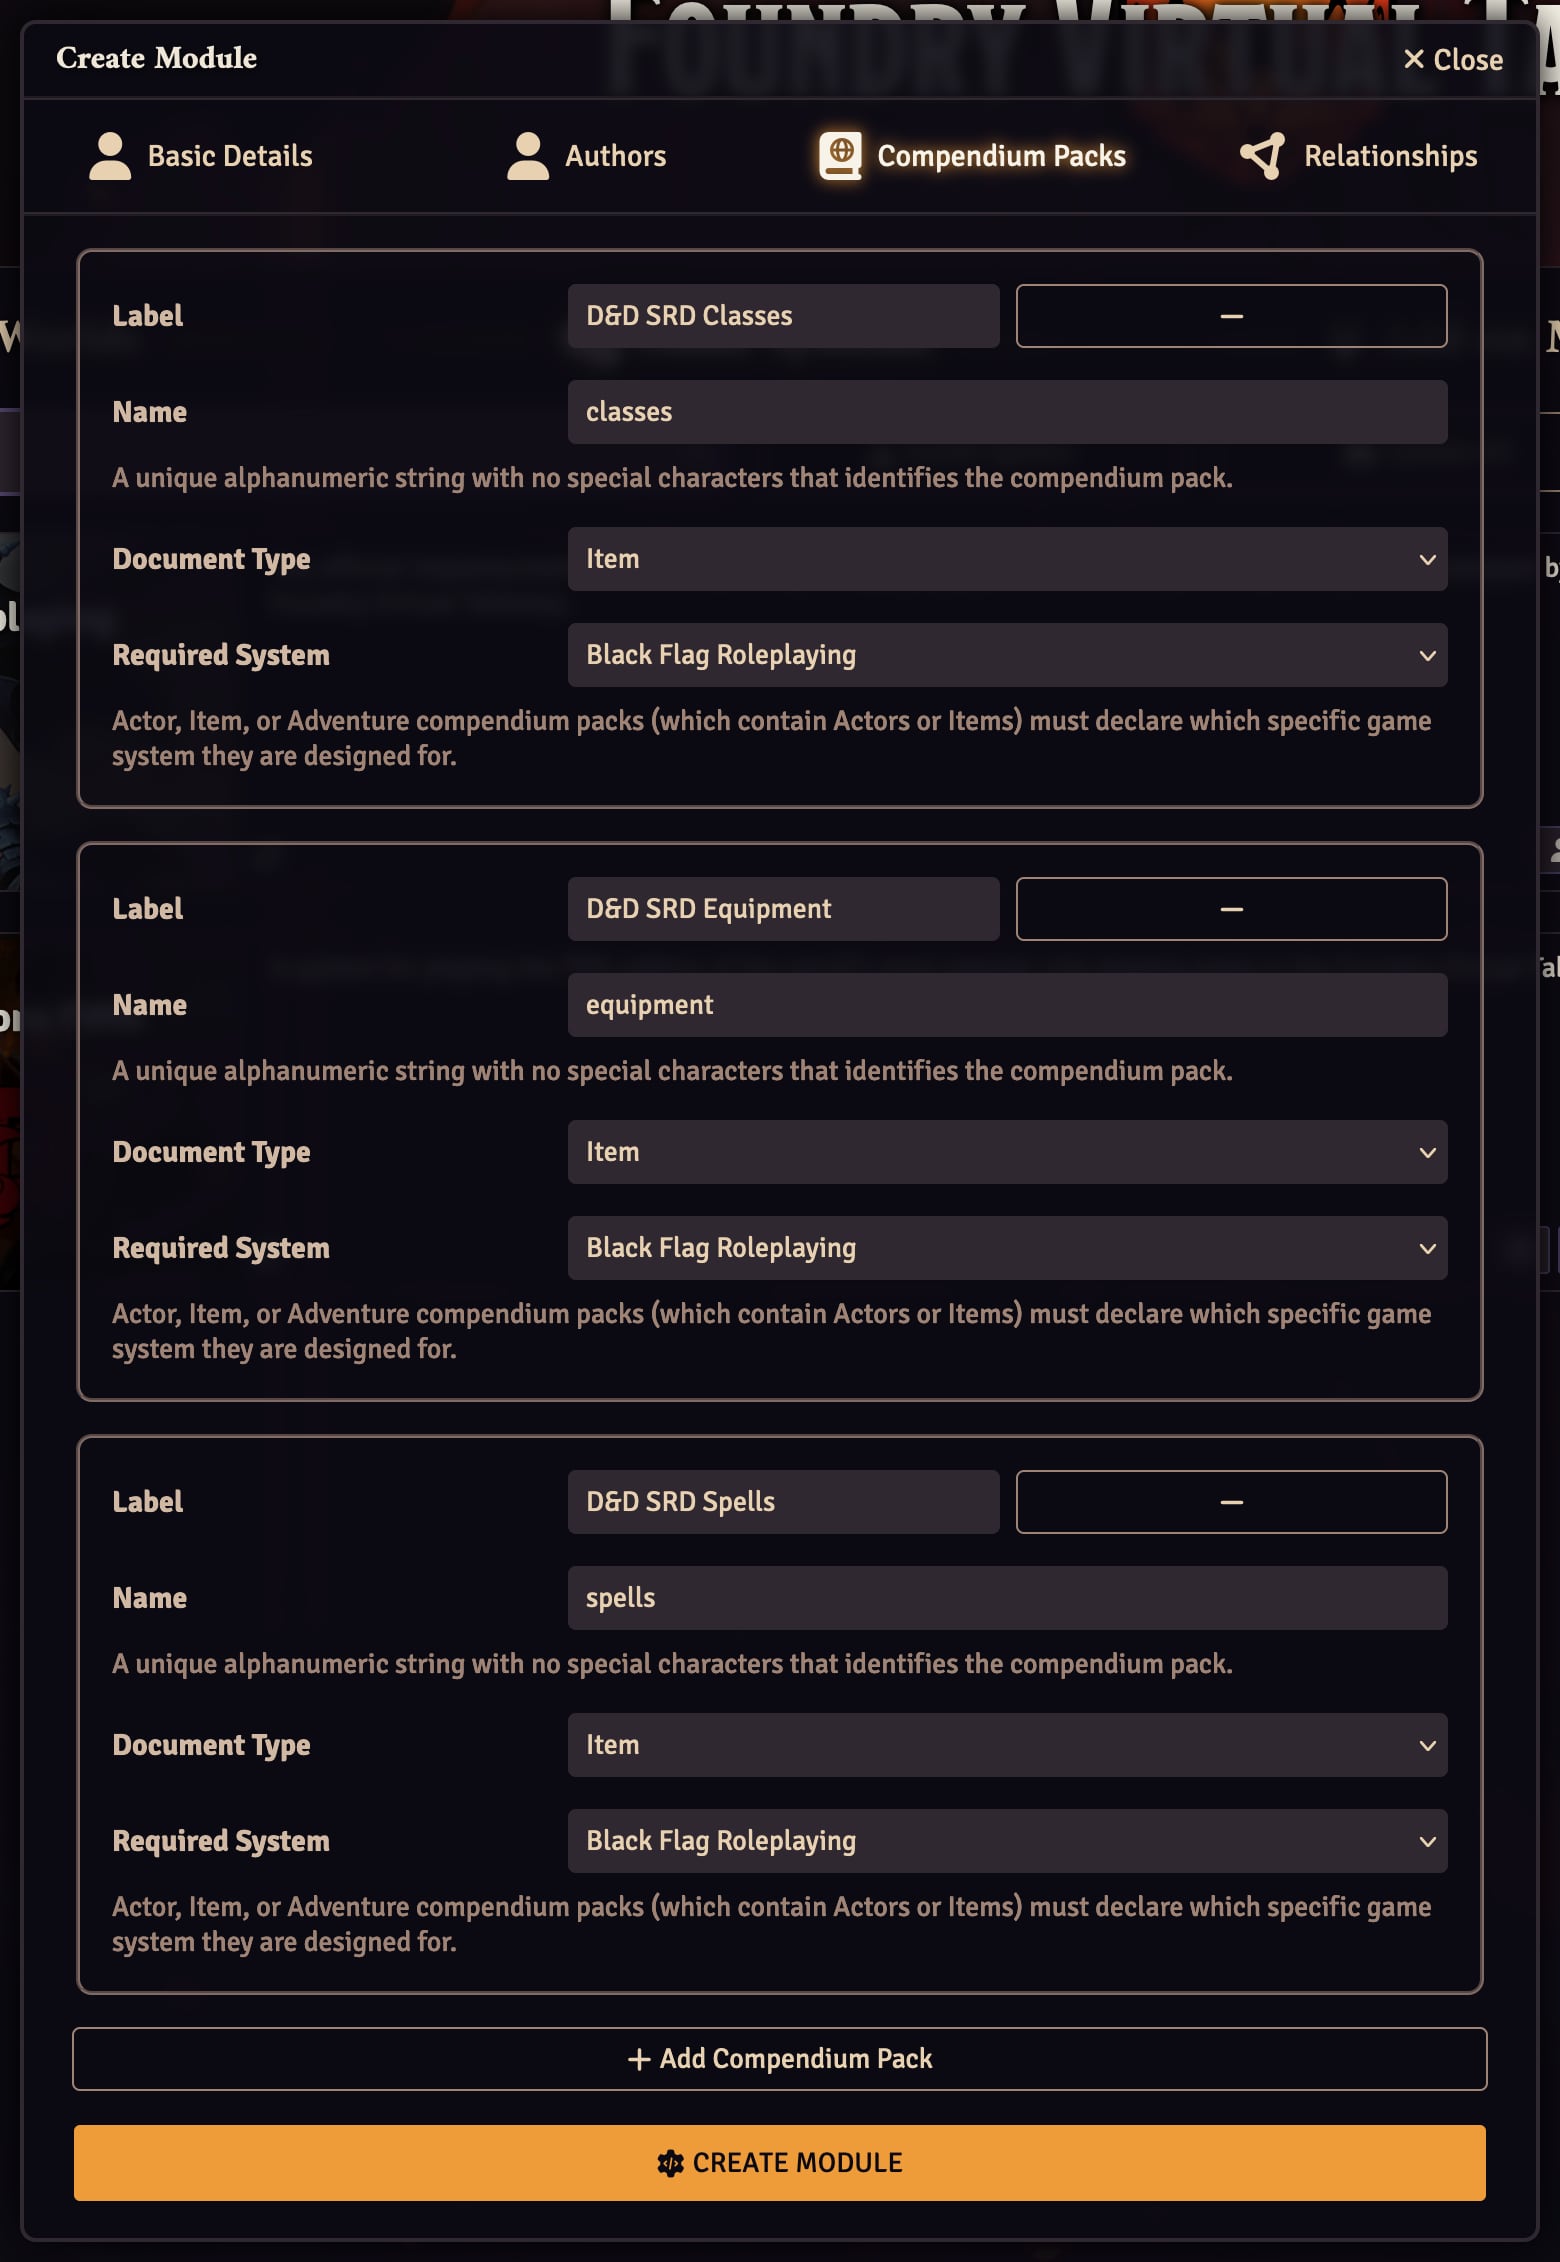 FOUNDRY VIRTUAL TA
Create Module
Close
Basic Details
Authors
Compendium Packs
Relationships
Label
D&D SRD Classes
Name
classes
A unique alphanumeric string with no special characters that identifies the compendium pack.
Document Type
Item
Required System
Black Flag Roleplaying
Actor, Item, or Adventure compendium packs (which contain Actors or Items) must declare which specific game
system they are designed for.
Label
D&D SRD Equipment
Name
equipment
A unique alphanumeric string with no special characters that identifies the compendium pack.
Document Type
Item
Required System
Black Flag Roleplaying
Actor, Item, or Adventure compendium packs (which contain Actors or Items) must declare which specific game
system they are designed for.
Label
D&D SRD Spells
Name
spells
A unique alphanumeric string with no special characters that identifies the compendium pack.
Document Type
Item
Required System
Black Flag Roleplaying
Actor, Item, or Adventure compendium packs (which contain Actors or Items) must declare which specific game
system they are designed for.
Add Compendium Pack
CREATE MODULE